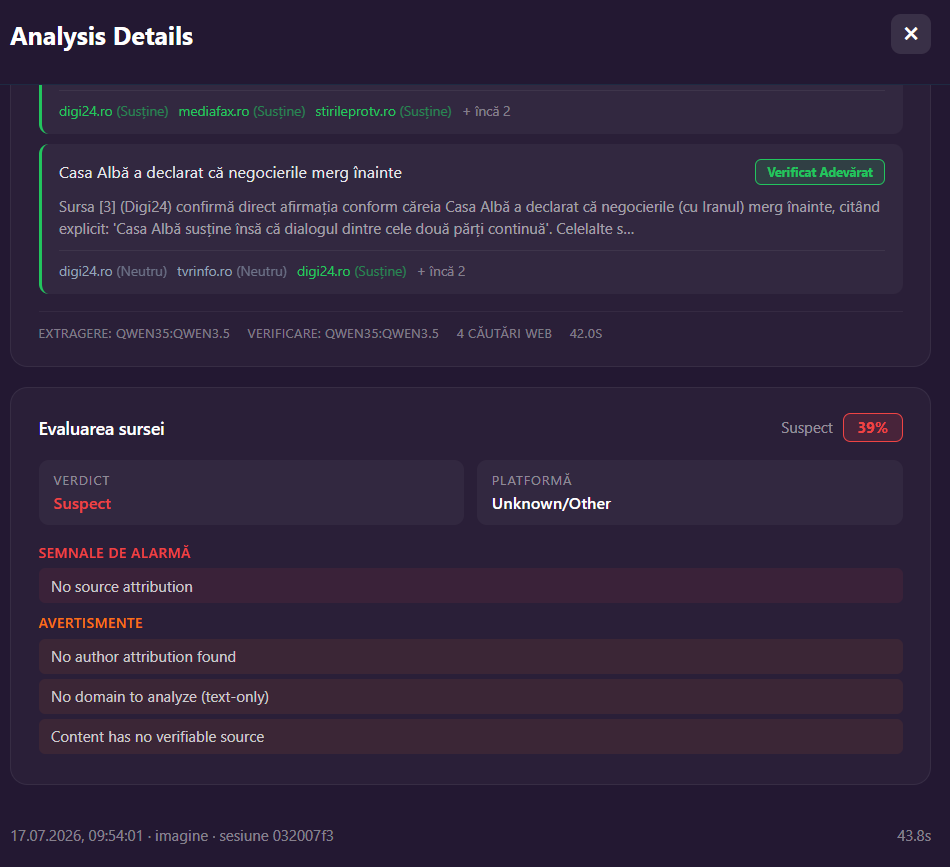 Analysis Details
×
digi24.ro (Susține) mediafax.ro (Susține) stirileprotv.ro (Susține) + încă 2
Casa Albă a declarat că negocierile merg înainte
Verificat Adevărat
Sursa [3] (Digi24) confirmă direct afirmația conform căreia Casa Albă a declarat că negocierile (cu Iranul) merg înainte, citând
explicit: 'Casa Albă susține însă că dialogul dintre cele două părți continuă'. Celelalte s...
digi24.ro (Neutru) tvrinfo.ro (Neutru) digi24.ro (Susține) + încă 2
EXTRAGERE: QWEN35:QWEN3.5 VERIFICARE: QWEN35:QWEN3.5 4 CĂUTĂRI WEB 42.0S
Evaluarea sursei
Suspect 39%
VERDICT
Suspect
PLATFORMĂ
Unknown/Other
SEMNALE DE ALARMĂ
No source attribution
AVERTISMENTE
No author attribution found
No domain to analyze (text-only)
Content has no verifiable source
17.07.2026, 09:54:01 · imagine · sesiune 032007f3
43.8s